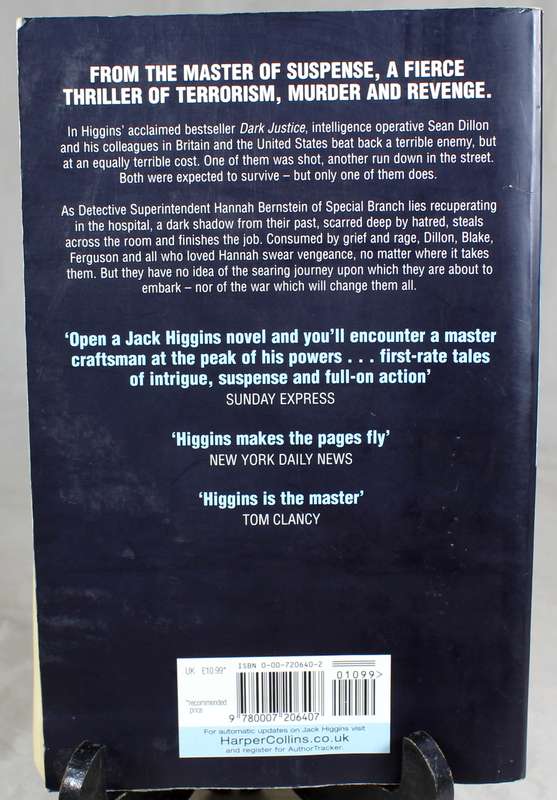 FROM THE MASTER OF SUSPENSE, A FIERCE
THRILLER OF TERRORISM, MURDER AND REVENGE.
In Higgins' acclaimed bestseller Dark Justice, intelligence operative Sean Dillon
and his colleagues in Britain and the United States beat back a terrible enemy, but
at an equally terrible cost. One of them was shot, another run down in the street.
Both were expected to survive – but only one of them does.
As Detective Superintendent Hannah Bernstein of Special Branch lies recuperating
in the hospital, a dark shadow from their past, scarred deep by hatred, steals
across the room and finishes the job. Consumed by grief and rage, Dillon, Blake,
Ferguson and all who loved Hannah swear vengeance, no matter where it takes
them. But they have no idea of the searing journey upon which they are about to
embark – nor of the war which will change them all.
'Open a Jack Higgins novel and you'll encounter a master
craftsman at the peak of his powers . . . first-rate tales
of intrigue, suspense and full-on action'
SUNDAY EXPRESS
'Higgins makes the pages fly'
NEW YORK DAILY NEWS
'Higgins is the master'
TOM CLANCY
UK £10.99*
ISBN 0-00-720640-2
01099>
*recommended
price
9 780007 206407
For automatic updates on Jack Higgins visit
HarperCollins.co.uk
and register for AuthorTracker.